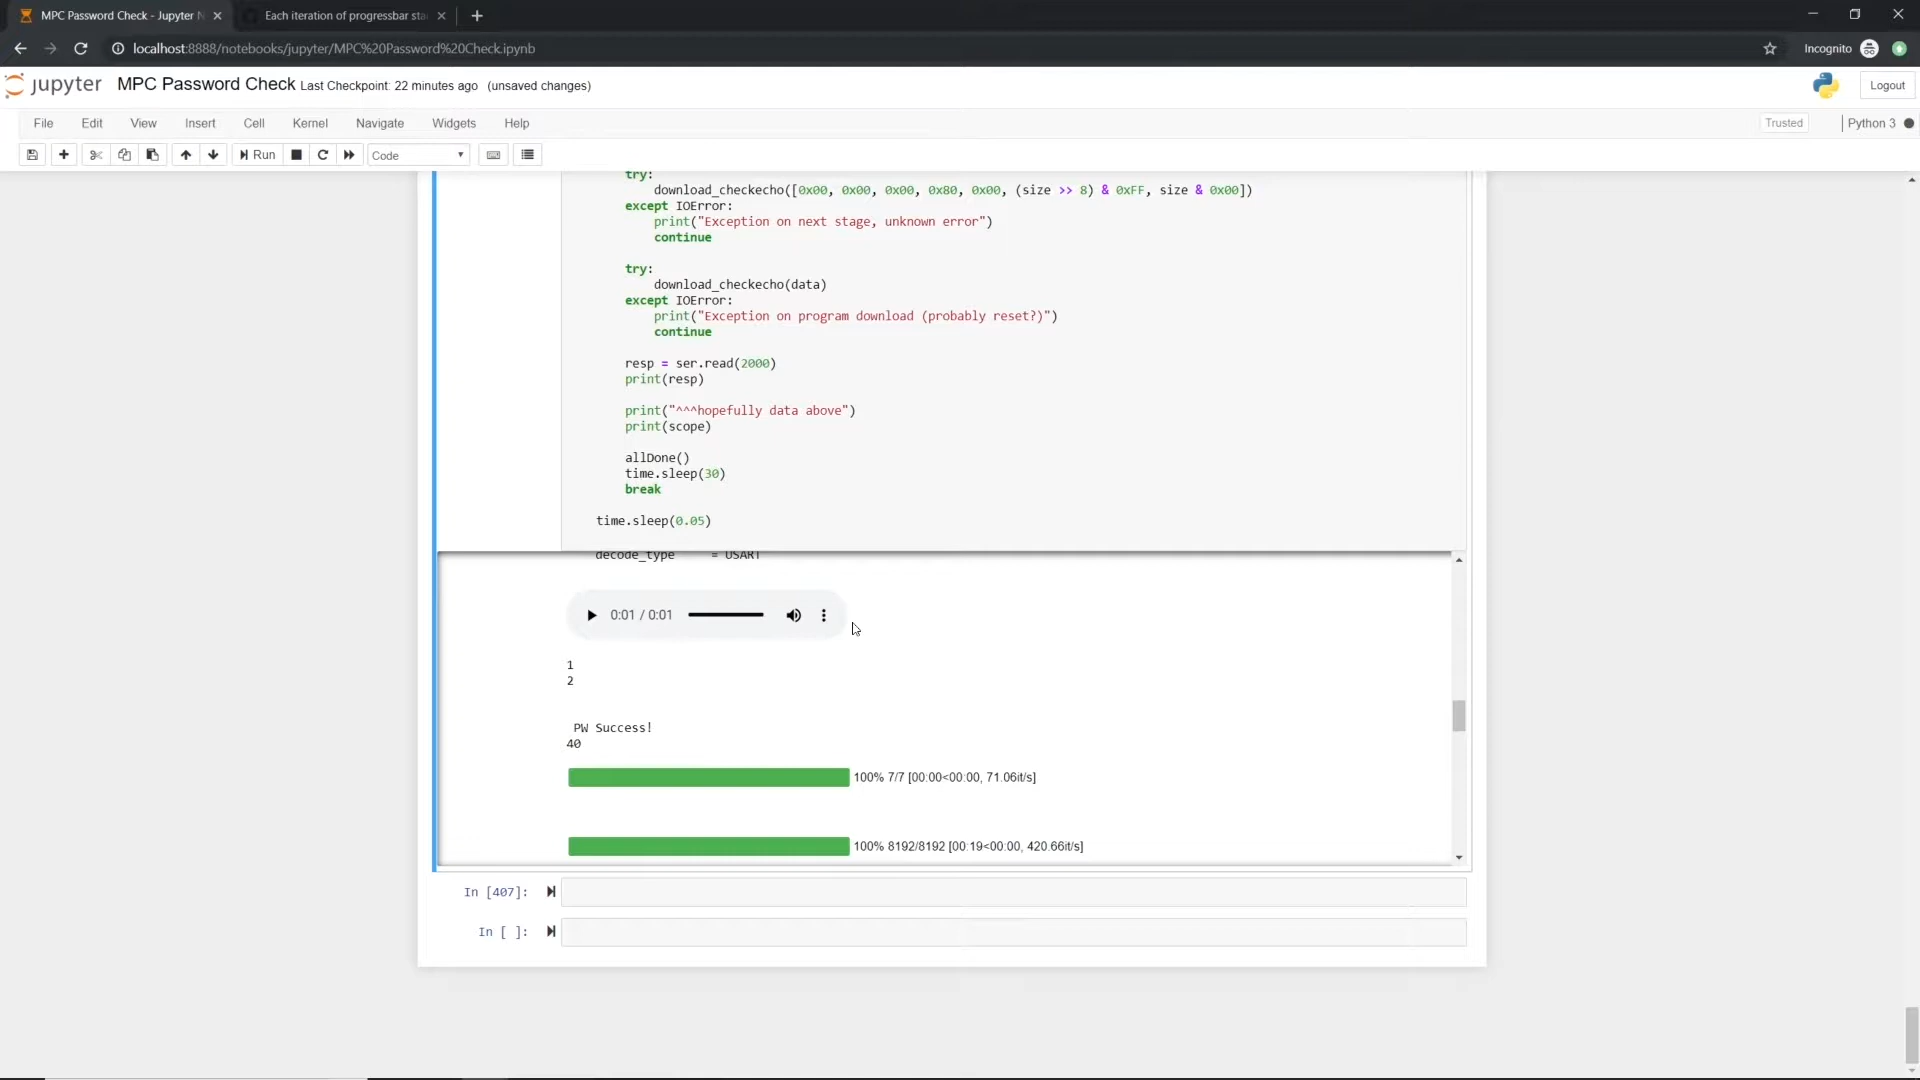 MPC Password Check - Jupyter N
Each iteration of progressbar sta
localhost:8888/notebooks/jupyter/MPC%20Password%20Check.ipynb
Incognito
jupyter MPC Password Check Last Checkpoint: 22 minutes ago (unsaved changes)
Logout
File Edit View Insert Cell Kernel Navigate Widgets Help
Trusted Python 3
Run Code
try:
download_checkecho([0x00, 0x00, 0x00, 0x80, 0x00, (size >> 8) & 0xFF, size & 0x00])
except IOError:
print("Exception on next stage, unknown error")
continue
try:
download_checkecho(data)
except IOError:
print("Exception on program download (probably reset?)")
continue
resp = ser.read(2000)
print(resp)
print("^^^hopefully data above")
print(scope)
allDone()
time.sleep(30)
break
time.sleep(0.05)
decode_type = USART
0:01 / 0:01
1
2
PW Success!
40
100% 7/7 [00:00<00:00, 71.06it/s]
100% 8192/8192 [00:19<00:00, 420.66it/s]
In [407]:
In [ ]: